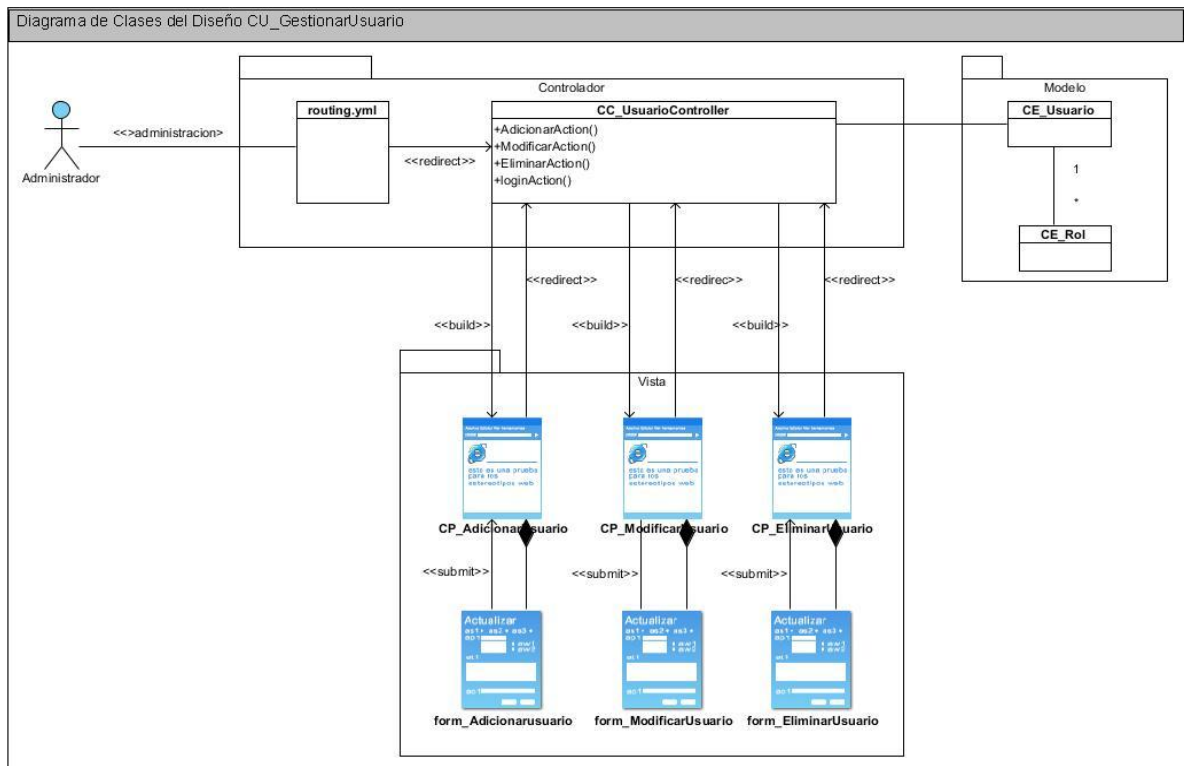 Diagrama de Clases del Diseño CU_GestionarUsuario
Controlador
Modelo
routing.yml
CC_UsuarioController
+AdicionarAction()
+ModificarAction()
+EliminarAction()
+loginAction()
CE_Usuario
1
*
CE_Rol
<<>administracion>
<<redirect>>
Administrador
<<redirect>>
<<redirec>>
<<redirect>>
<<build>>
<<build>>
<<build>>
Vista
esta es una prueba
para los
estereotipos web
esta es una prueba
para los
estereotipos web
esta es una prueba
para los
estereotipos web
CP_Adicionarusuario
CP_ModificarUsuario
CP_EliminarUsuario
<<submit>>
<<submit>>
<<submit>>
Actualizar
Actualizar
Actualizar
form_Adicionarusuario
form_ModificarUsuario
form_EliminarUsuario